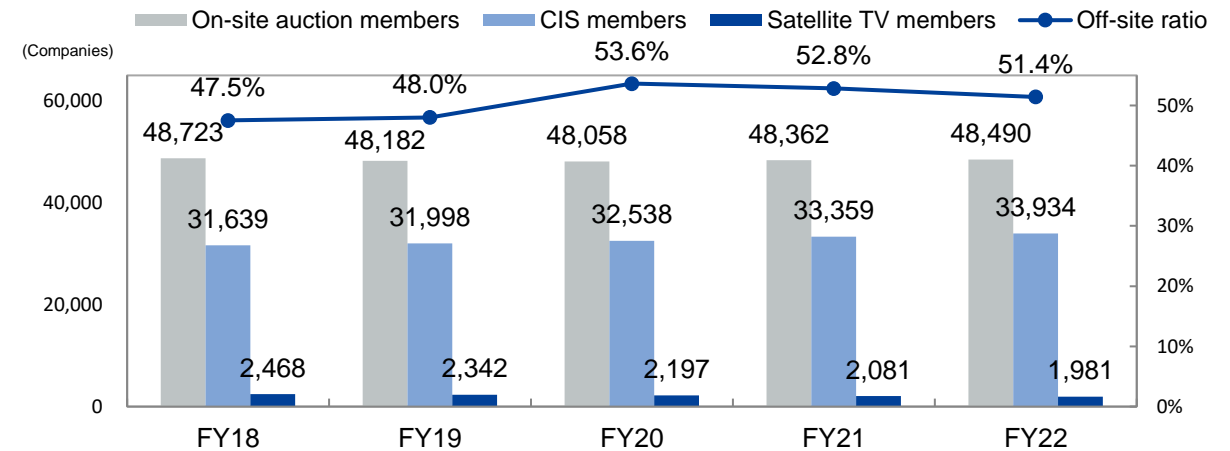 On-site auction members CIS members Satellite TV members Off-site ratio
(Companies)
47.5% 48.0% 53.6% 52.8% 51.4%
60,000 50%
48,723 48,182 48,058 48,362 48,490
40%
40,000
31,639 31,998 32,538 33,359 33,934
30%
20,000 20%
2,468 2,342 2,197 2,081 1,981
10%
0 0%
FY18 FY19 FY20 FY21 FY22